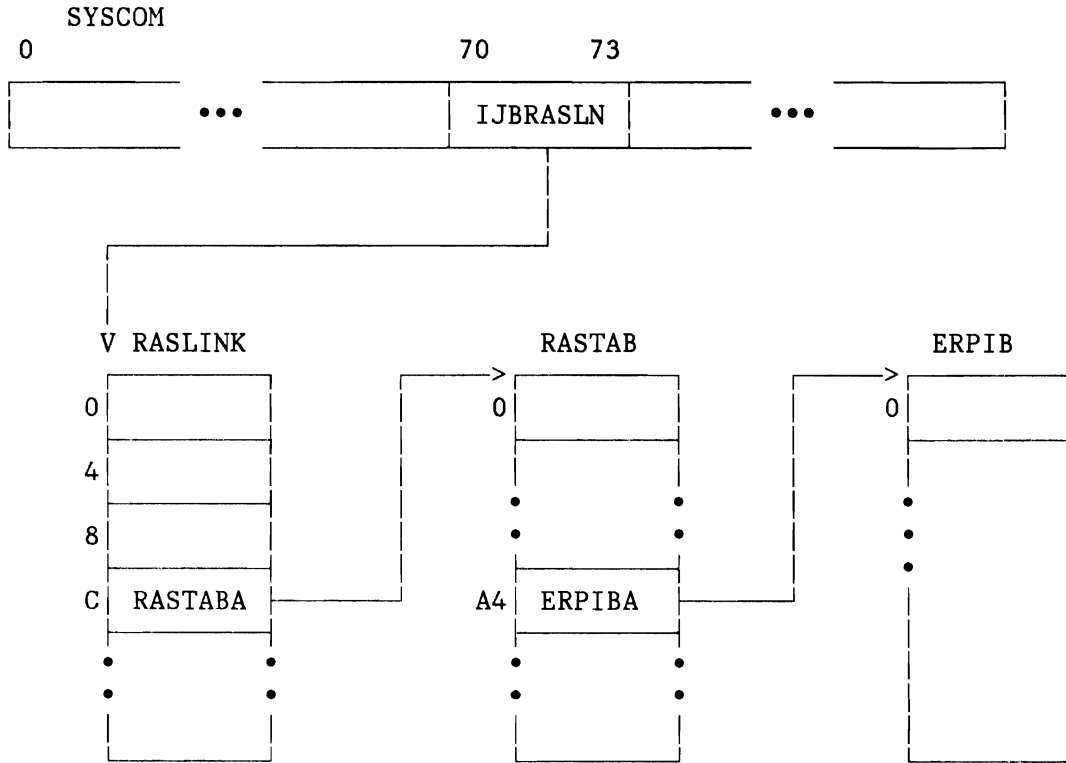 SYSCOM
0 70 73
••• IJBRASLN •••
V RASLINK RASTAB ERPIB
> >
0 0 0
4
8
C RASTABA A4 ERPIBA